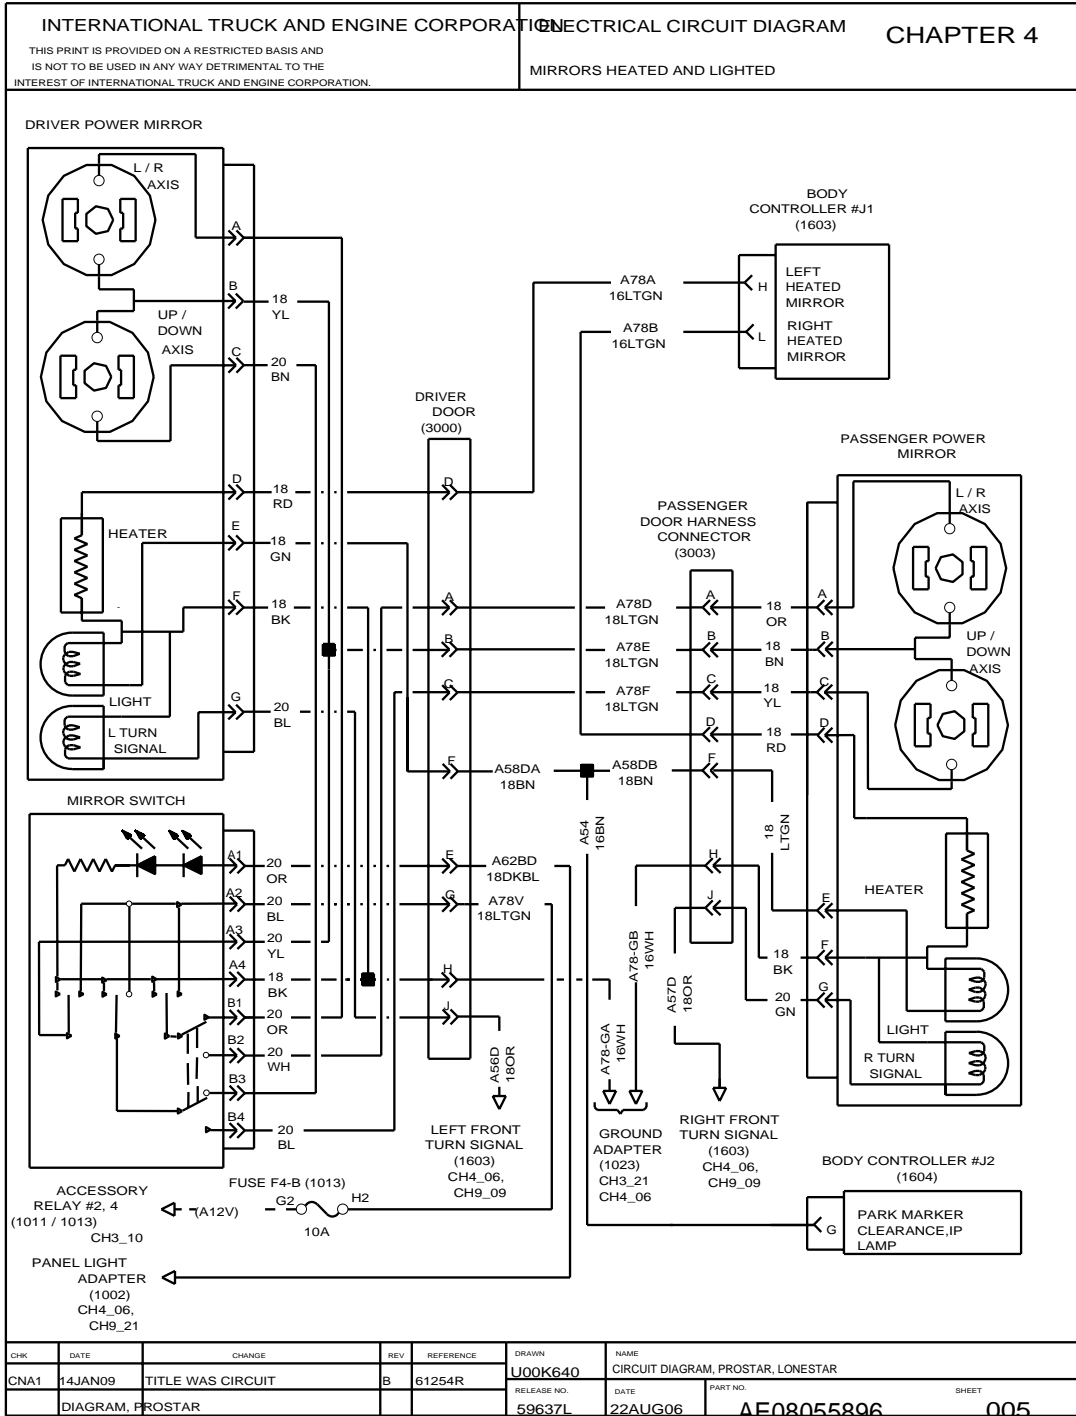 INTERNATIONAL TRUCK AND ENGINE CORPORATION
ELECTRICAL CIRCUIT DIAGRAM
CHAPTER 4
THIS PRINT IS PROVIDED ON A RESTRICTED BASIS AND
IS NOT TO BE USED IN ANY WAY DETRIMENTAL TO THE
INTEREST OF INTERNATIONAL TRUCK AND ENGINE CORPORATION.
MIRRORS HEATED AND LIGHTED
DRIVER POWER MIRROR
L / R
AXIS
A
B
18
YL
UP /
DOWN
AXIS
C
20
BN
D
18
RD
HEATER
E
18
GN
F
18
BK
LIGHT
G
20
BL
L TURN
SIGNAL
BODY
CONTROLLER #J1
(1603)
A78A
16LTGN
H
LEFT
HEATED
MIRROR
A78B
16LTGN
L
RIGHT
HEATED
MIRROR
DRIVER
DOOR
(3000)
D
A
B
C
F
E
G
H
J
PASSENGER
DOOR HARNESS
CONNECTOR
(3003)
A78D
18LTGN
A
18
OR
A
A78E
18LTGN
B
18
BN
B
A78F
18LTGN
C
18
YL
C
D
18
RD
D
A58DA
18BN
A58DB
18BN
F
A54
16BN
18
LTGN
H
J
E
18
BK
F
20
GN
G
PASSENGER POWER
MIRROR
L / R
AXIS
UP /
DOWN
AXIS
HEATER
LIGHT
R TURN
SIGNAL
MIRROR SWITCH
A1
20
OR
A2
20
BL
A3
20
YL
A4
18
BK
B1
20
OR
B2
20
WH
B3
B4
20
BL
A62BD
18DKBL
A78V
18LTGN
A56D
18OR
A78-GA
16WH
A78-GB
16WH
A57D
18OR
LEFT FRONT
TURN SIGNAL
(1603)
CH4_06,
CH9_09
GROUND
ADAPTER
(1023)
CH3_21
CH4_06
RIGHT FRONT
TURN SIGNAL
(1603)
CH4_06,
CH9_09
BODY CONTROLLER #J2
(1604)
G
PARK MARKER
CLEARANCE,IP
LAMP
ACCESSORY
RELAY #2, 4
(1011 / 1013)
CH3_10
(A12V)
FUSE F4-B (1013)
G2
H2
10A
PANEL LIGHT
ADAPTER
(1002)
CH4_06,
CH9_21
CHK
DATE
CHANGE
REV
REFERENCE
DRAWN
NAME
CNA1
14JAN09
TITLE WAS CIRCUIT
B
61254R
U00K640
CIRCUIT DIAGRAM, PROSTAR, LONESTAR
DIAGRAM, PROSTAR
RELEASE NO.
59637L
DATE
22AUG06
PART NO.
AE08055896
SHEET
005